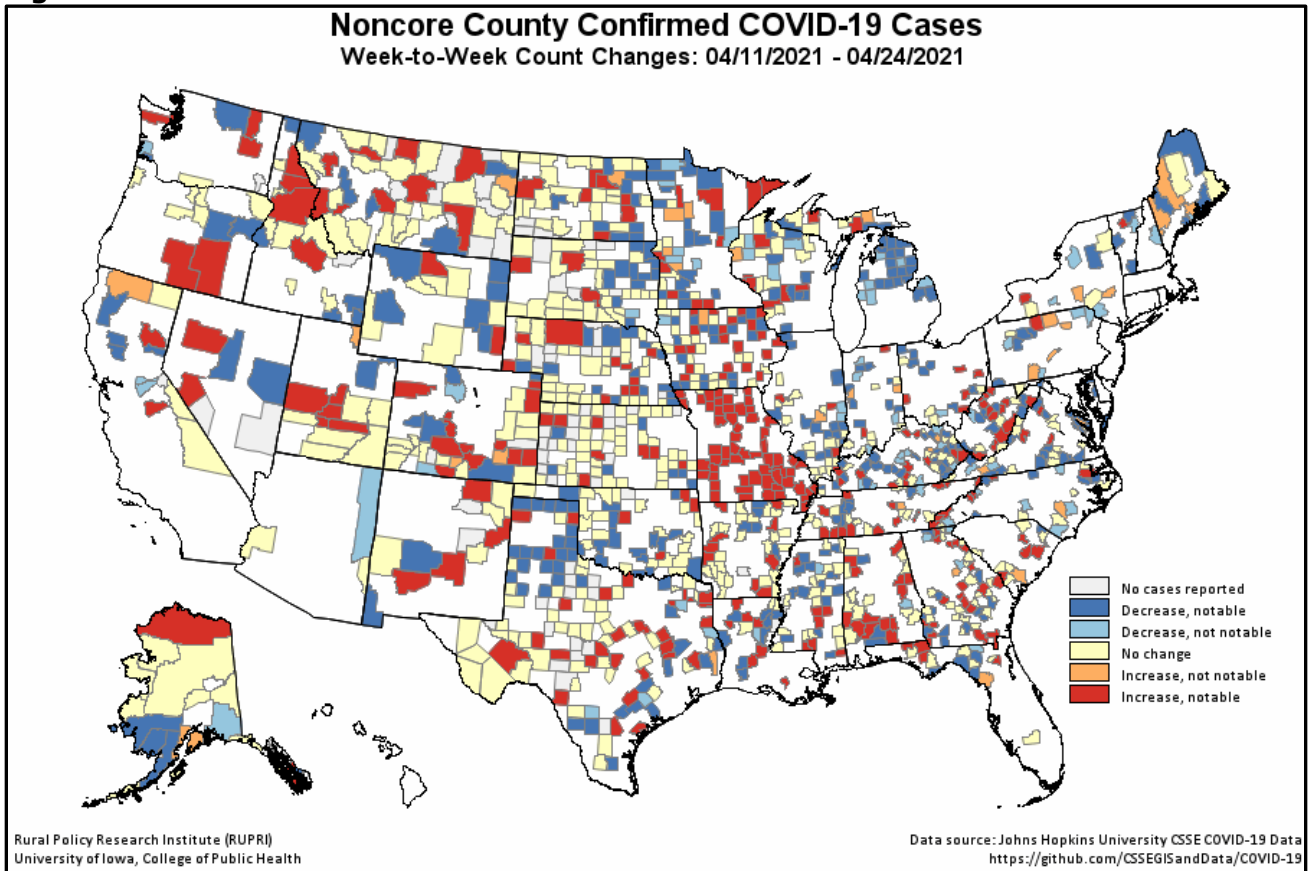 Noncore County Confirmed COVID-19 Cases
Week-to-Week Count Changes: 04/11/2021 - 04/24/2021
No cases reported
Decrease, notable
Decrease, not notable
No change
Increase, not notable
Increase, notable
Rural Policy Research Institute (RUPRI)
University of Iowa, College of Public Health
Data source: Johns Hopkins University CSSE COVID-19 Data
https://github.com/CSSEGISandData/COVID-19